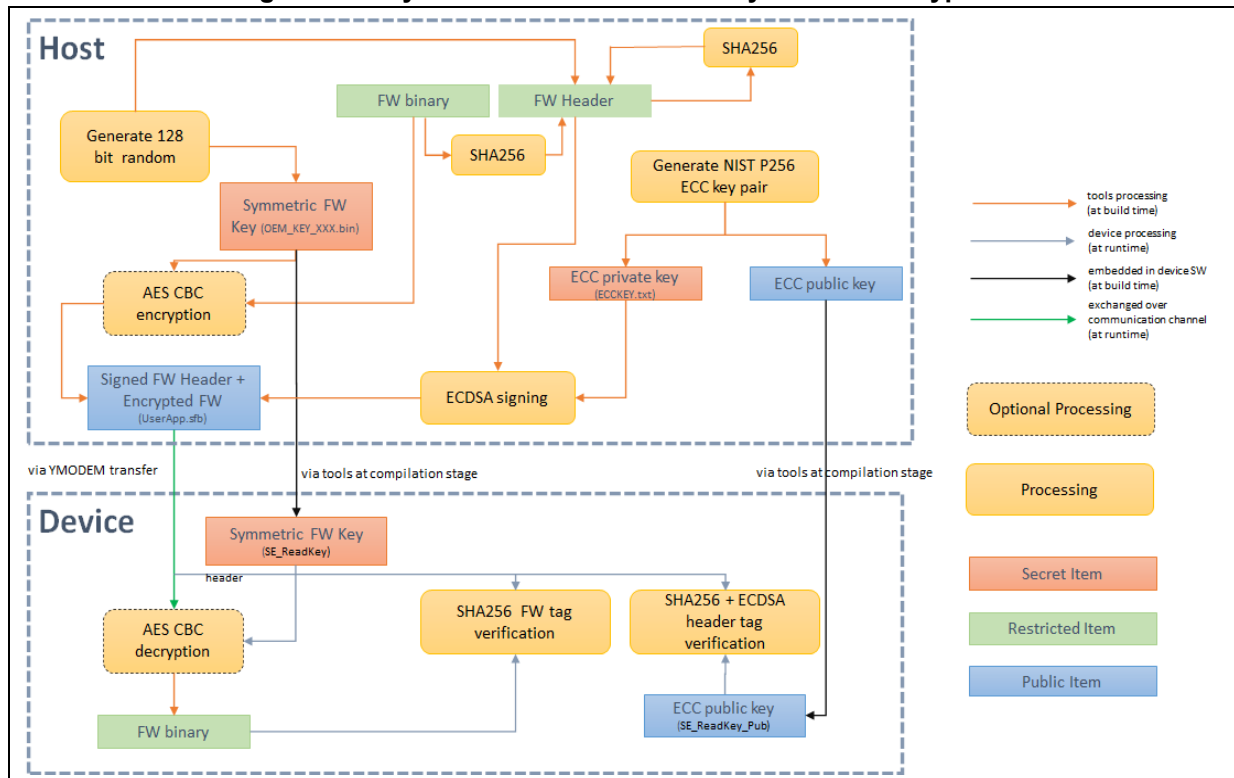 Host
SHA256
FW binary
FW Header
Generate 128
bit random
SHA256
Generate NIST P256
ECC key pair
Symmetric FW
Key (OEM_KEY_XXX.bin)
ECC private key
(ECCKEY.txt)
ECC public key
AES CBC
encryption
Signed FW Header +
Encrypted FW
(UserApp.sfb)
ECDSA signing
via YMODEM transfer
via tools at compilation stage
via tools at compilation stage
Device
Symmetric FW Key
(SE_ReadKey)
header
AES CBC
decryption
SHA256 FW tag
verification
SHA256 + ECDSA
header tag
verification
FW binary
ECC public key
(SE_ReadKey_Pub)
tools processing
(at build time)
device processing
(at runtime)
embedded in device SW
(at build time)
exchanged over
communication channel
(at runtime)
Optional Processing
Processing
Secret Item
Restricted Item
Public Item